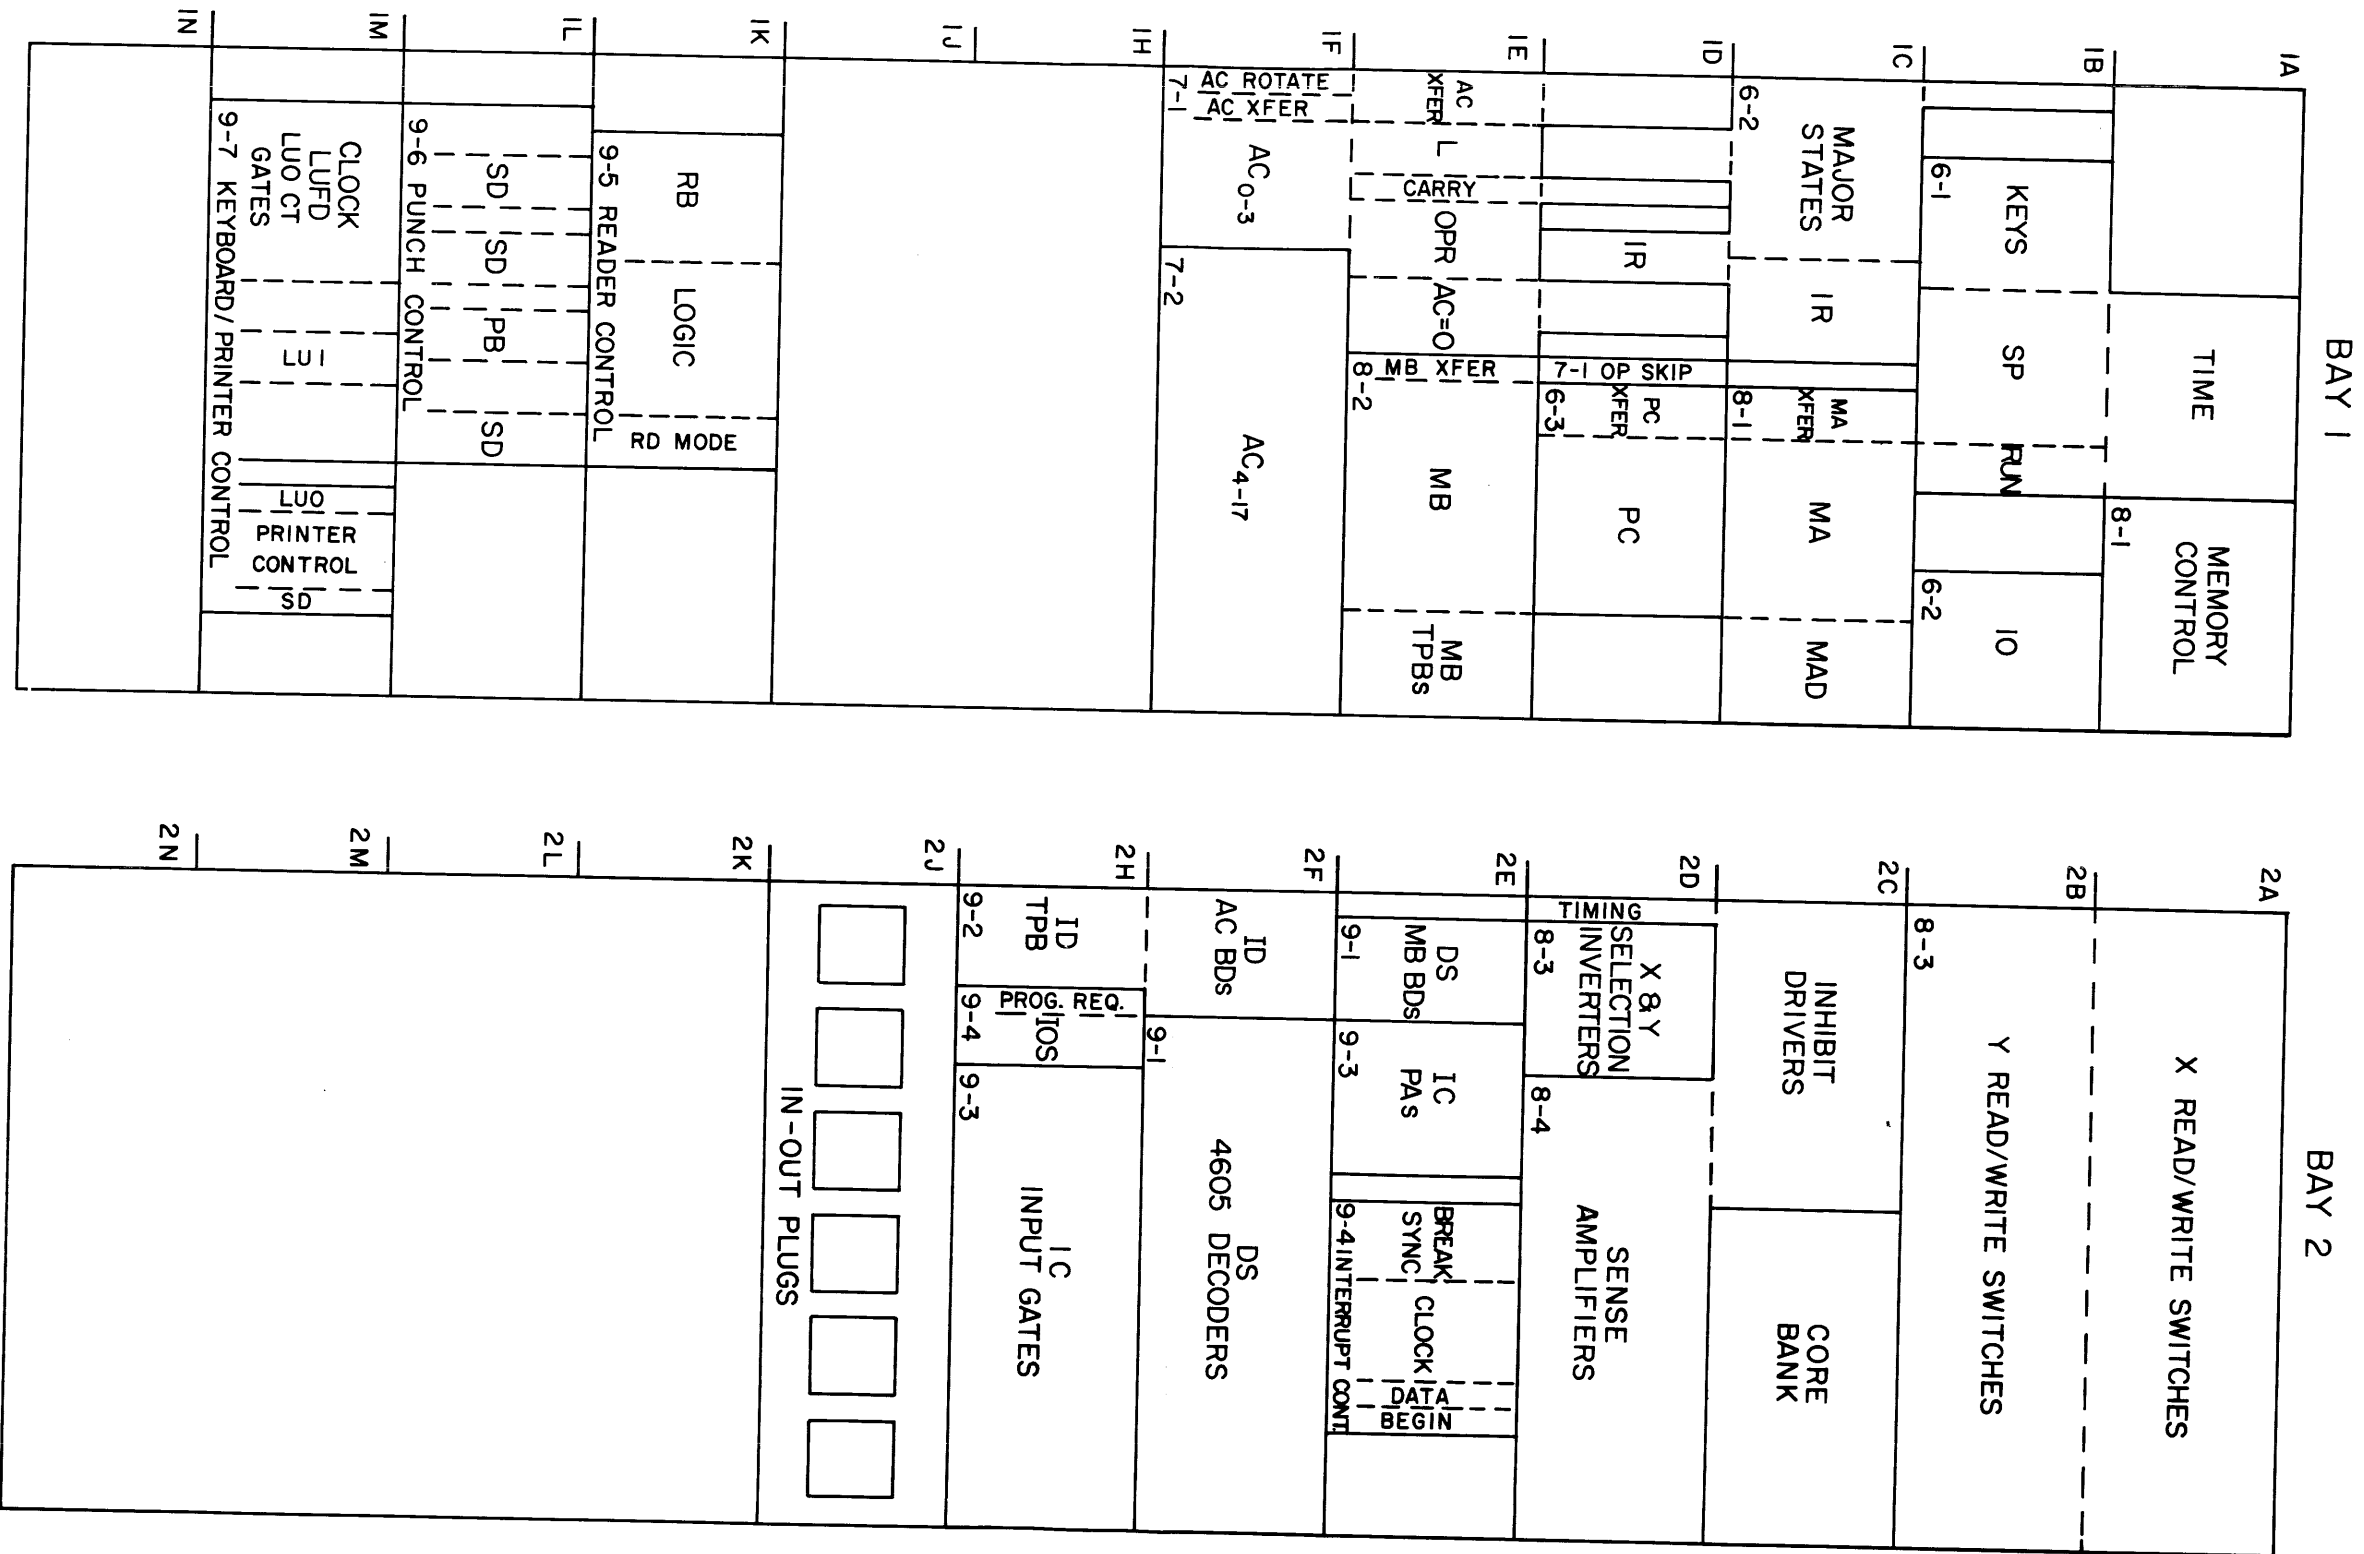 BAY 1
1A
TIME
MEMORY
CONTROL
8-1
1B
KEYS
6-1
SP
RUN
IO
6-2
1C
MAJOR
STATES
6-2
IR
MA
XFER
8-1
MA
MAD
1D
IR
7-1 OP SKIP
PC
XFER
6-3
PC
1E
AC
XFER
L
CARRY
OPR
AC=0
MB XFER
8-2
MB
MB
TPBs
1F
AC ROTATE
AC XFER
7-1
AC0-3
7-2
AC4-17
1H
1J
1K
RB
LOGIC
RD MODE
9-5 READER CONTROL
1L
SD
SD
PB
SD
9-6 PUNCH CONTROL
1M
CLOCK
LUFD
LUO CT
GATES
LUI
LUO
PRINTER
CONTROL
SD
9-7 KEYBOARD/PRINTER CONTROL
1N
BAY 2
2A
X READ/WRITE SWITCHES
2B
Y READ/WRITE SWITCHES
8-3
2C
INHIBIT
DRIVERS
CORE
BANK
2D
TIMING
X & Y
SELECTION
INVERTERS
8-3
8-4
SENSE
AMPLIFIERS
2E
DS
MB BDs
9-1
IC
PAs
9-3
BREAK
SYNC
CLOCK
DATA
BEGIN
9-4 INTERRUPT CONT.
2F
ID
AC BDs
9-1
DS
4605 DECODERS
2H
ID
TPB
9-2
PROG. REQ.
IOS
9-4
9-3
IC
INPUT GATES
2J
IN-OUT PLUGS
2K
2L
2M
2N